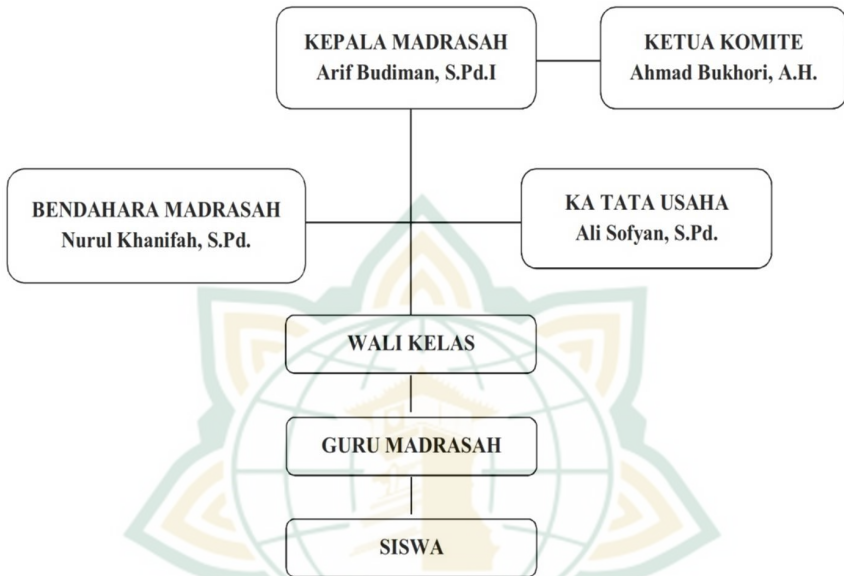 KEPALA MADRASAH
Arif Budiman, S.Pd.I
KETUA KOMITE
Ahmad Bukhori, A.H.
BENDAHARA MADRASAH
Nurul Khanifah, S.Pd.
KA TATA USAHA
Ali Sofyan, S.Pd.
WALI KELAS
GURU MADRASAH
SISWA